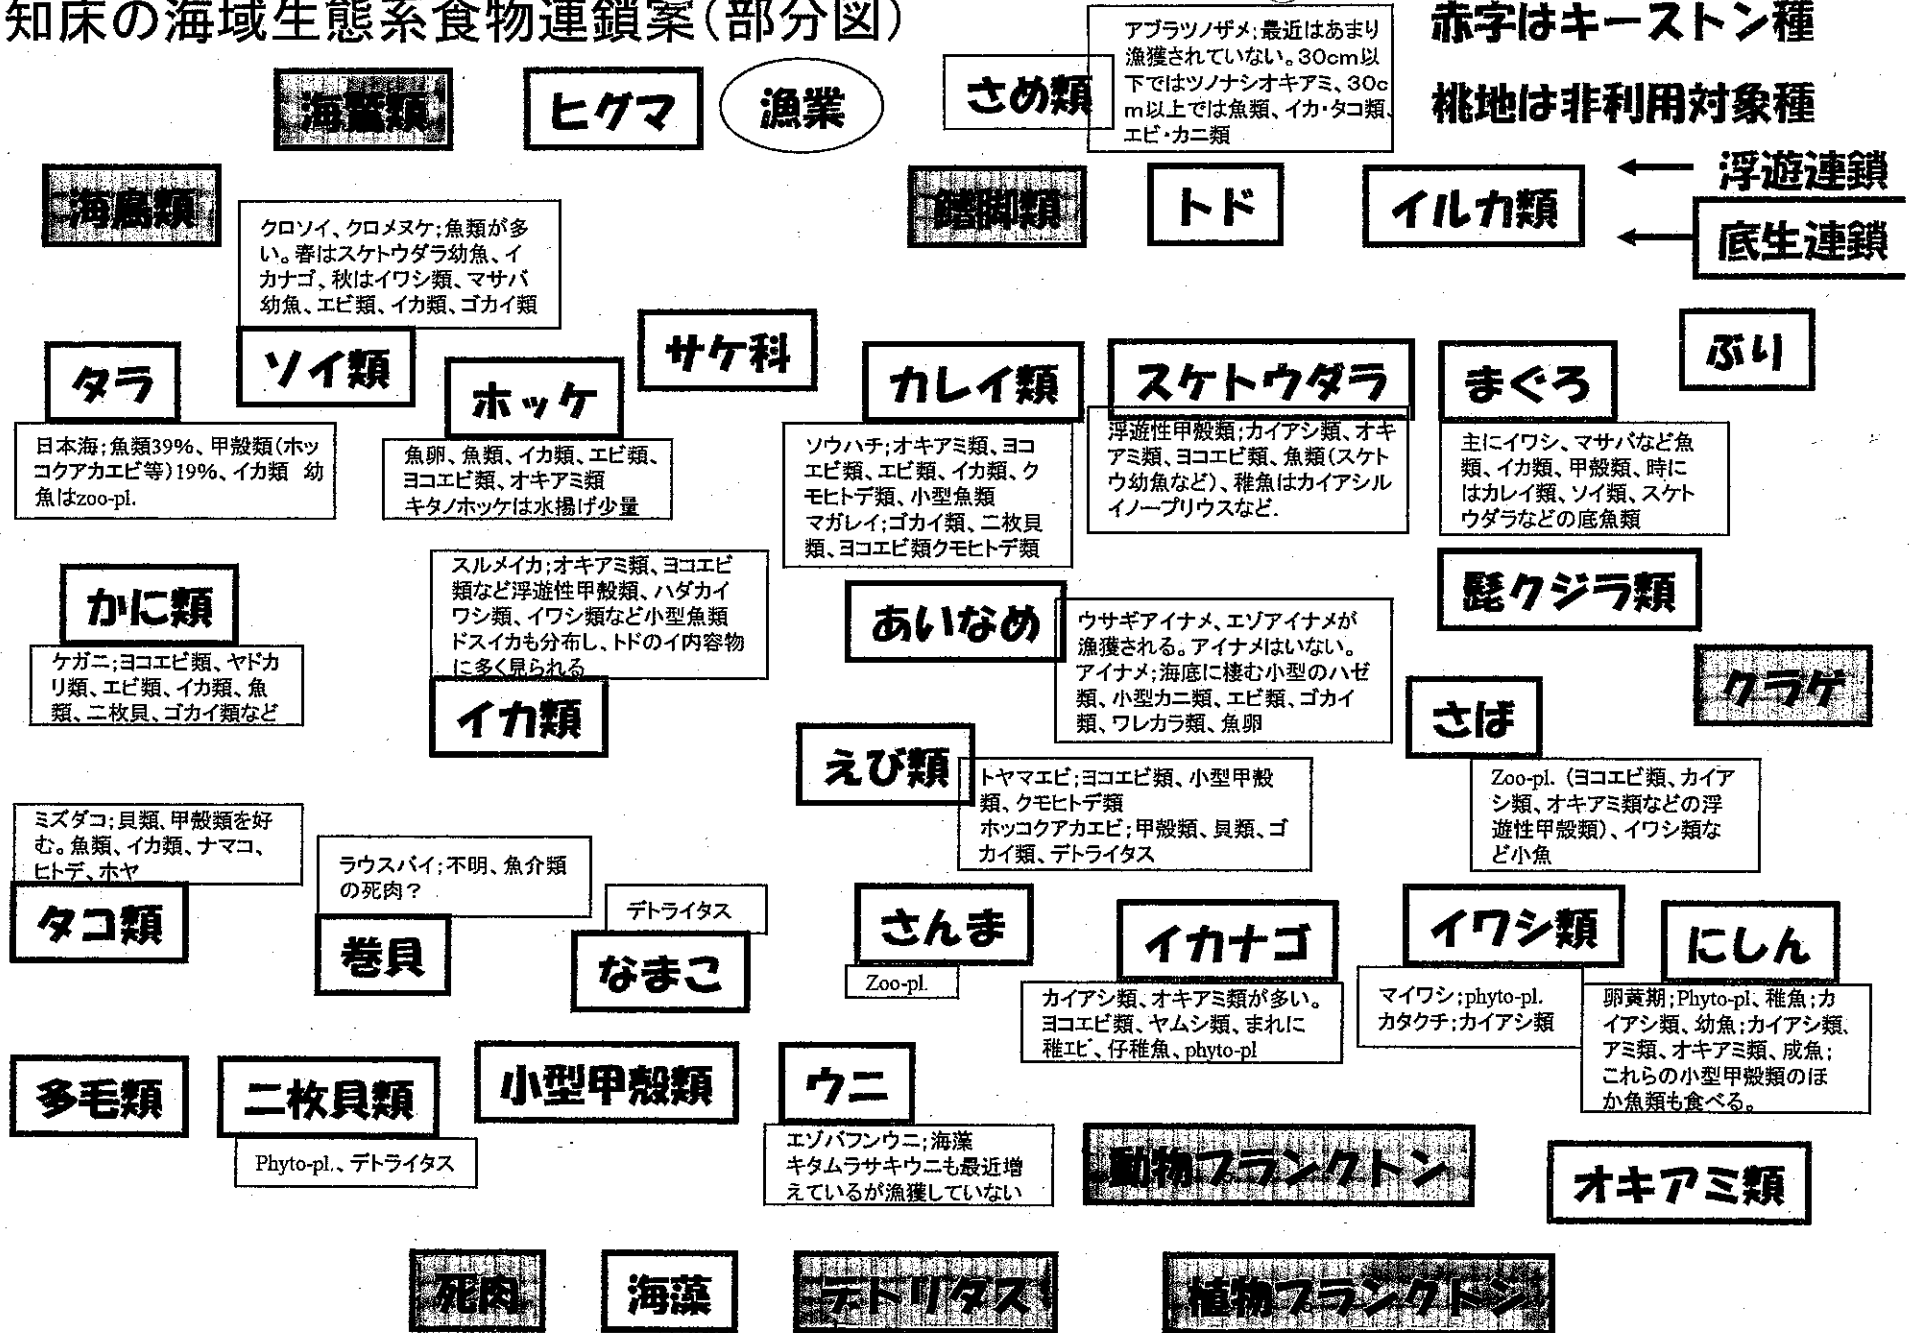 知床の海域生態系食物連鎖案(部分図)
赤字はキーストン種
桃地は非利用対象種
浮遊連鎖
底生連鎖
海鷲類
ヒグマ
漁業
さめ類
アブラツノザメ;最近はあまり
漁獲されていない。30cm以
下ではツノナシオキアミ、30c
m以上では魚類、イカ・タコ類、
エビ・カニ類
海鳥類
鰭脚類
トド
イルカ類
クロソイ、クロメヌケ;魚類が多
い。春はスケトウダラ幼魚、イ
カナゴ、秋はイワシ類、マサバ
幼魚、エビ類、イカ類、ゴカイ類
ソイ類
サケ科
ぶり
タラ
日本海;魚類39%、甲殻類(ホッ
コクアカエビ等)19%、イカ類 幼
魚はzoo-pl.
ホッケ
魚卵、魚類、イカ類、エビ類、
ヨコエビ類、オキアミ類
キタノホッケは水揚げ少量
カレイ類
ソウハチ;オキアミ類、ヨコ
エビ類、エビ類、イカ類、ク
モヒトデ類、小型魚類
マガレイ;ゴカイ類、二枚貝
類、ヨコエビ類クモヒトデ類
スケトウダラ
浮遊性甲殻類;カイアシ類、オキ
アミ類、ヨコエビ類、魚類(スケト
ウ幼魚など)、稚魚はカイアシル
イノープリウスなど.
まぐろ
主にイワシ、マサバなど魚
類、イカ類、甲殻類、時に
はカレイ類、ソイ類、スケト
ウダラなどの底魚類
かに類
ケガニ;ヨコエビ類、ヤドカ
リ類、エビ類、イカ類、魚
類、二枚貝、ゴカイ類など
スルメイカ;オキアミ類、ヨコエビ
類など浮遊性甲殻類、ハダカイ
ワシ類、イワシ類など小型魚類
ドスイカも分布し、トドのイ内容物
に多く見られる
イカ類
あいなめ
ウサギアイナメ、エゾアイナメが
漁獲される。アイナメはいない。
アイナメ;海底に棲む小型のハゼ
類、小型カニ類、エビ類、ゴカイ
類、ワレカラ類、魚卵
髭クジラ類
クラゲ
さば
Zoo-pl. (ヨコエビ類、カイア
シ類、オキアミ類などの浮
遊性甲殻類)、イワシ類な
ど小魚
えび類
トヤマエビ;ヨコエビ類、小型甲殻
類、クモヒトデ類
ホッコクアカエビ;甲殻類、貝類、ゴ
カイ類、デトライタス
ミズダコ;貝類、甲殻類を好
む。魚類、イカ類、ナマコ、
ヒトデ、ホヤ
タコ類
ラウスバイ;不明、魚介類
の死肉?
巻貝
デトライタス
なまこ
さんま
Zoo-pl.
イカナゴ
カイアシ類、オキアミ類が多い。
ヨコエビ類、ヤムシ類、まれに
稚エビ、仔稚魚、phyto-pl
イワシ類
マイワシ;phyto-pl.
カタクチ;カイアシ類
にしん
卵黄期;Phyto-pl、稚魚;カ
イアシ類、幼魚;カイアシ類、
アミ類、オキアミ類、成魚;
これらの小型甲殻類のほ
か魚類も食べる。
多毛類
二枚貝類
Phyto-pl.、デトライタス
小型甲殻類
ウニ
エゾバフンウニ;海藻
キタムラサキウニも最近増
えているが漁獲していない
動物プランクトン
オキアミ類
死肉
海藻
デトリタス
植物プランクトン